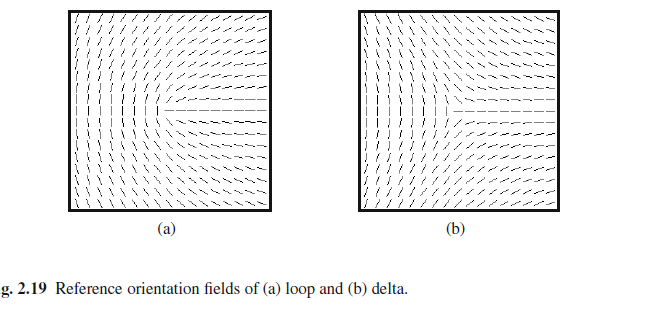 (a)
(b)
g. 2.19 Reference orientation fields of (a) loop and (b) delta.